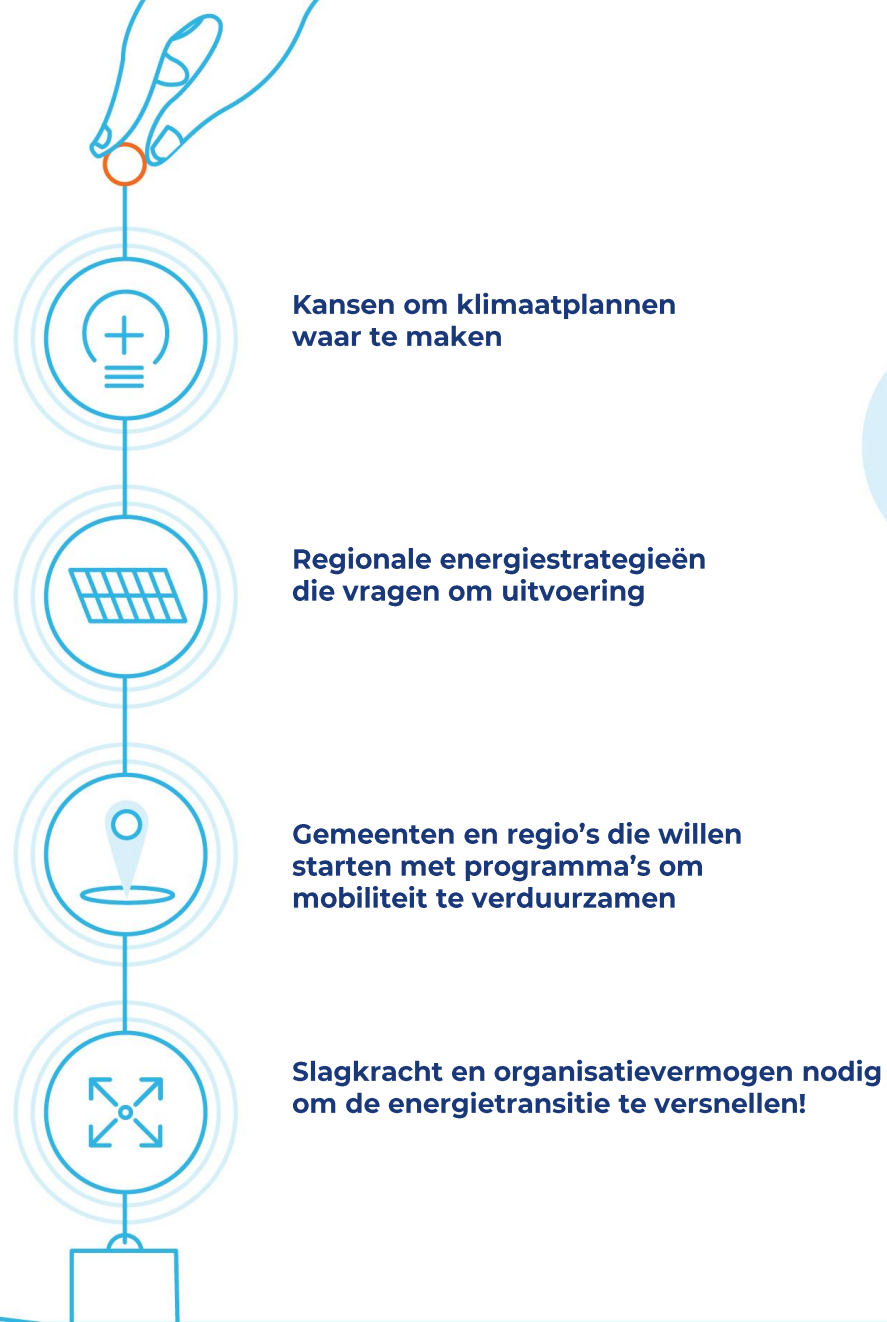 Kansen om klimaatplannen
waar te maken
Regionale energiestrategieën
die vragen om uitvoering
Gemeenten en regio’s die willen
starten met programma’s om
mobiliteit te verduurzamen
Slagkracht en organisatievermogen nodig
om de energietransitie te versnellen!